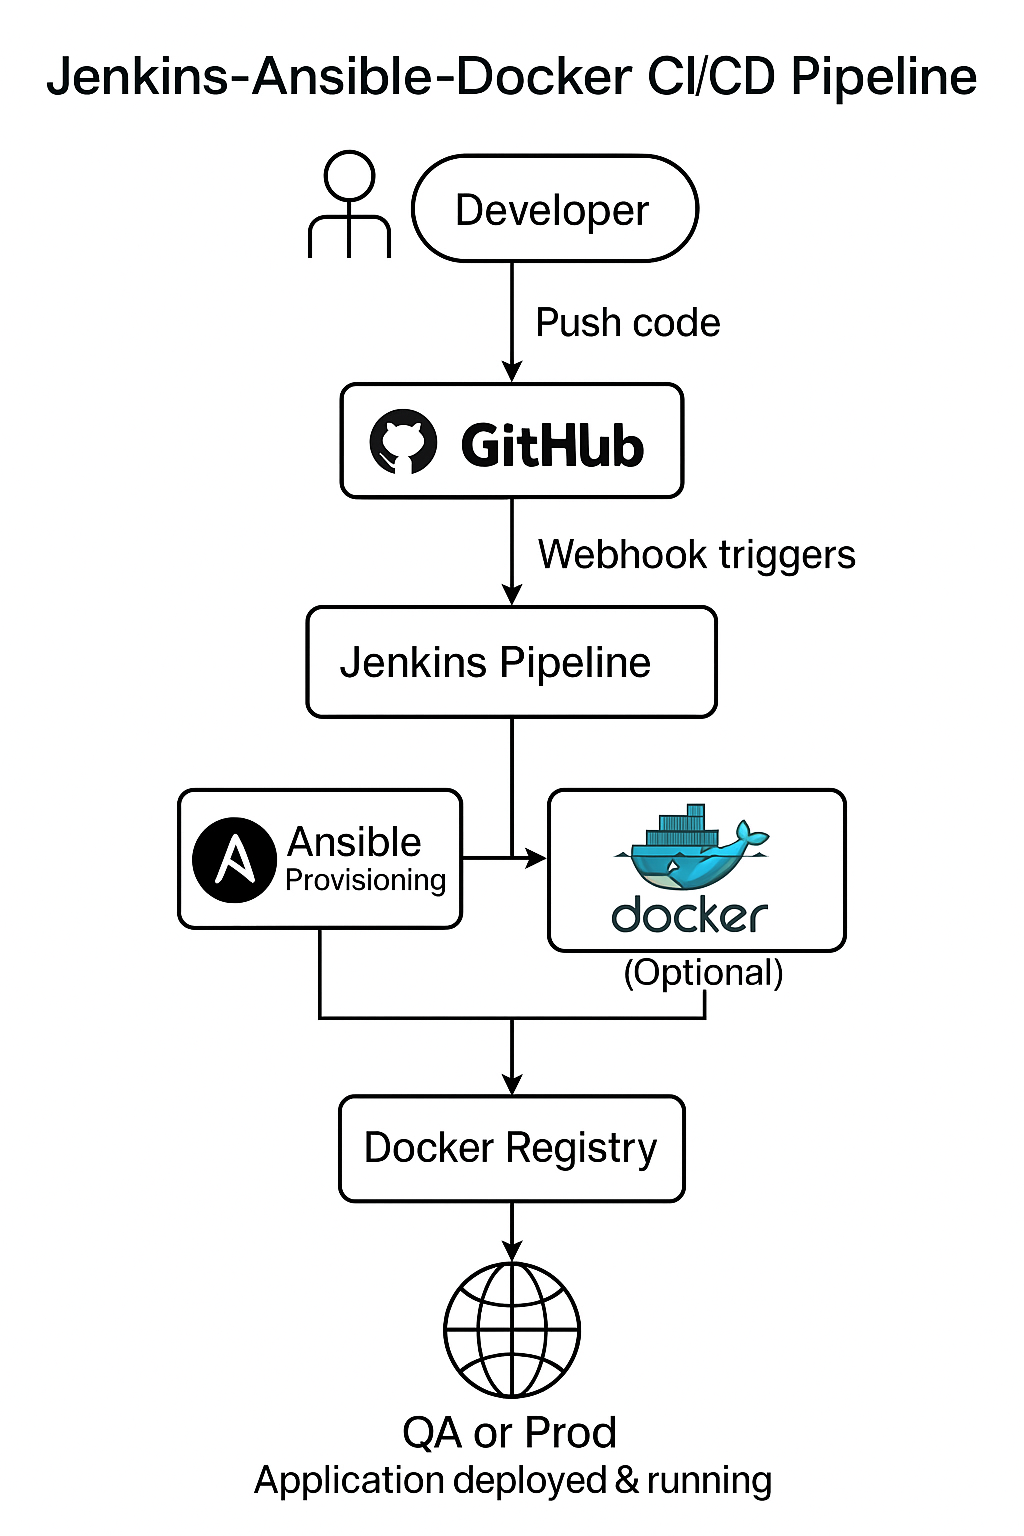 Jenkins-Ansible-Docker CI/CD Pipeline
Developer
Push code
GitHub
Webhook triggers
Jenkins Pipeline
Ansible
Provisioning
docker
(Optional)
Docker Registry
QA or Prod
Application deployed & running